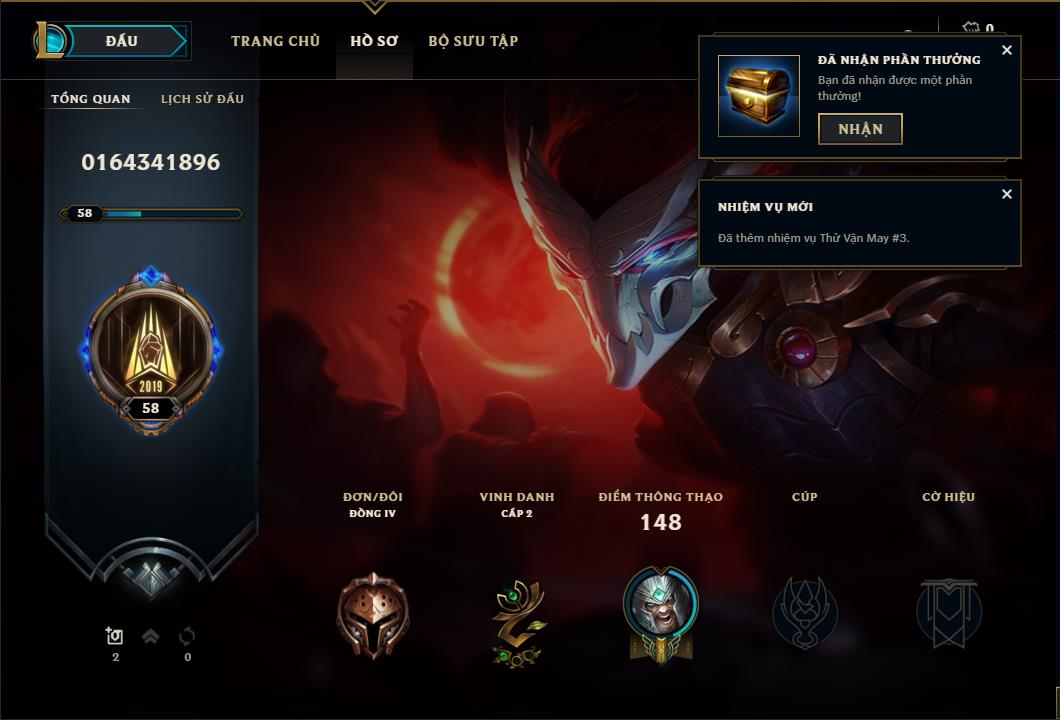 ĐẤU
TRANG CHỦ
HỒ SƠ
BỘ SƯU TẬP
0
ĐÃ NHẬN PHẦN THƯỞNG
Bạn đã nhận được một phần
thưởng!
NHẬN
NHIỆM VỤ MỚI
Đã thêm nhiệm vụ Thử Vận May #3.
TỔNG QUAN
LỊCH SỬ ĐẤU
0164341896
58
2019
58
2
0
ĐƠN/ĐÔI
ĐỒNG IV
VINH DANH
CẤP 2
ĐIỂM THÔNG THẠO
148
CÚP
CỜ HIỆU